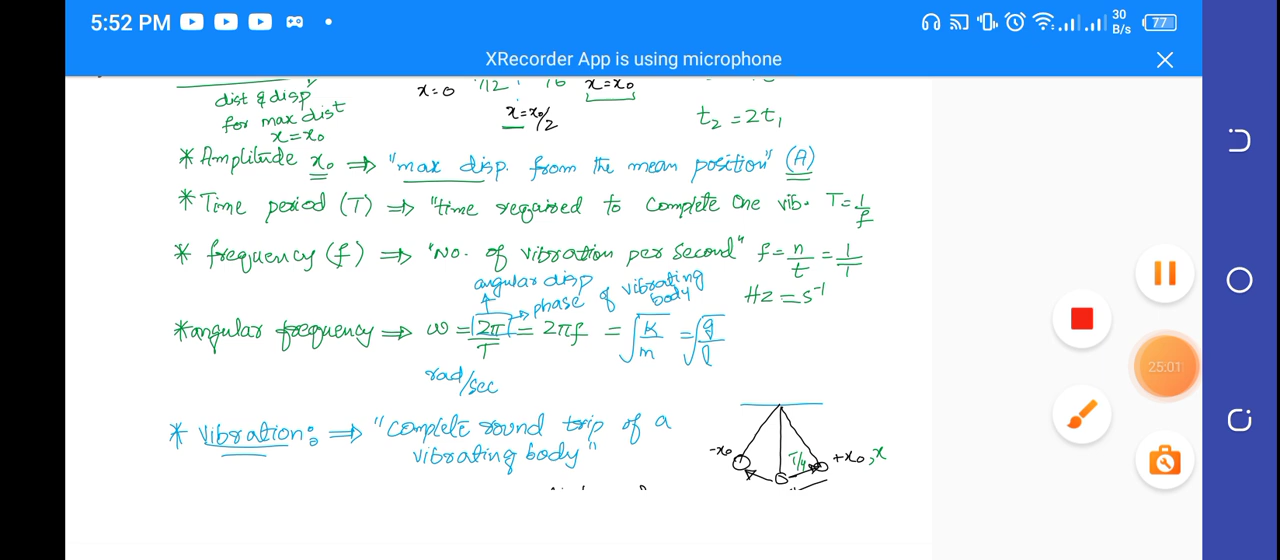 5:52 PM
30 B/s
77
XRecorder App is using microphone
dist & disp
for max dist
x=x₀
x=0
x=x₀/2
x=x₀
t₂ = 2t₁
* Amplitude x₀ ⇒ "max disp. from the mean position" (A)
* Time period (T) ⇒ "time required to complete one vib. T=1/f
* frequency (f) ⇒ "No. of vibration per second" f=n/t=1/T
Hz = s⁻¹
angular disp
phase of vibrating body
*angular frequency ⇒ ω = 2π/T = 2πf = √K/m = √g/l
rad/sec
* vibration: ⇒ "complete round trip of a
vibrating body"
-x₀
T/4
+x₀, x
25:01